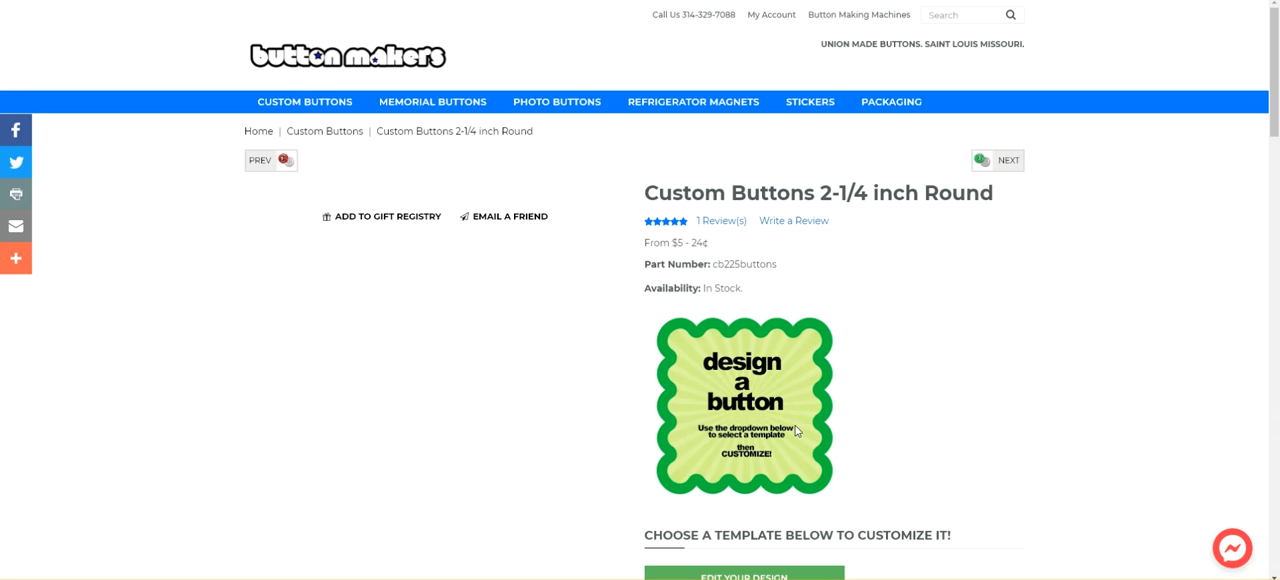 Call Us 314-329-7088 My Account Button Making Machines Search
UNION MADE BUTTONS. SAINT LOUIS MISSOURI.
button makers
CUSTOM BUTTONS MEMORIAL BUTTONS PHOTO BUTTONS REFRIGERATOR MAGNETS STICKERS PACKAGING
Home | Custom Buttons | Custom Buttons 2-1/4 inch Round
PREV NEXT
Custom Buttons 2-1/4 inch Round
ADD TO GIFT REGISTRY EMAIL A FRIEND
1 Review(s) Write a Review
From $5 - 24¢
Part Number: cb225buttons
Availability: In Stock.
design
a
button
Use the dropdown below
to select a template
then
CUSTOMIZE!
CHOOSE A TEMPLATE BELOW TO CUSTOMIZE IT!
EDIT YOUR DESIGN